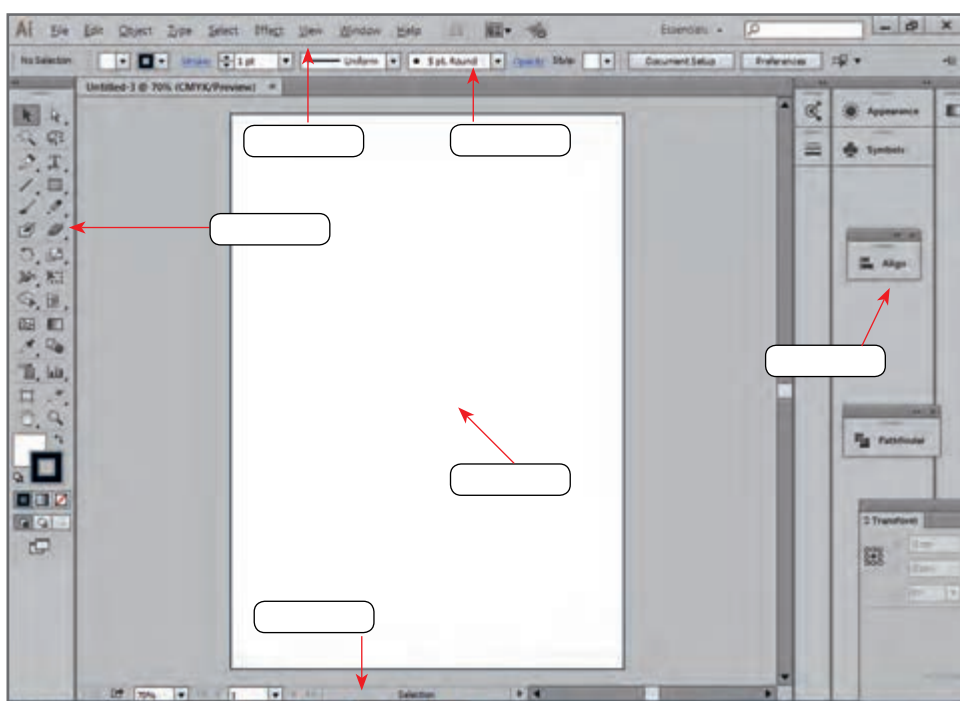 Ai File Edit Object Type Select Effect View Window Help Essentials
No Selection Stroke: 1 pt Uniform 5 pt. Round Opacity Style: Document Setup Preferences
Untitled-3 @ 70% (CMYK/Preview) ×
Appearance
Symbols
Align
Pathfinder
Transform
70% 1 Selection